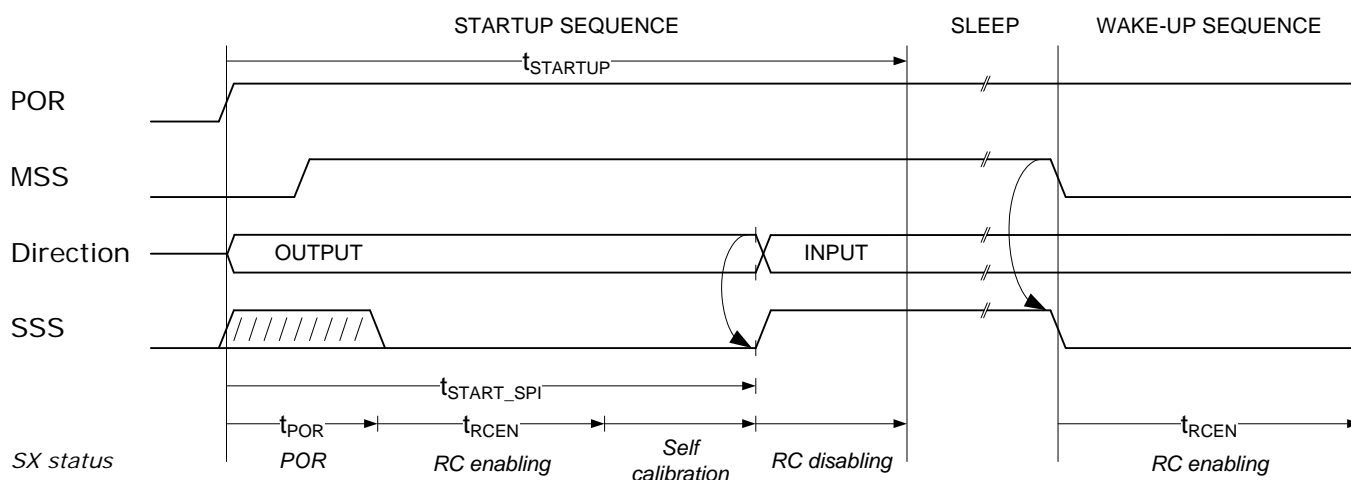 STARTUP SEQUENCE SLEEP WAKE-UP SEQUENCE
tSTARTUP
POR
MSS
Direction OUTPUT INPUT
SSS
tSTART_SPI
tPOR tRCEN tRCEN
SX status POR RC enabling Self calibration RC disabling RC enabling